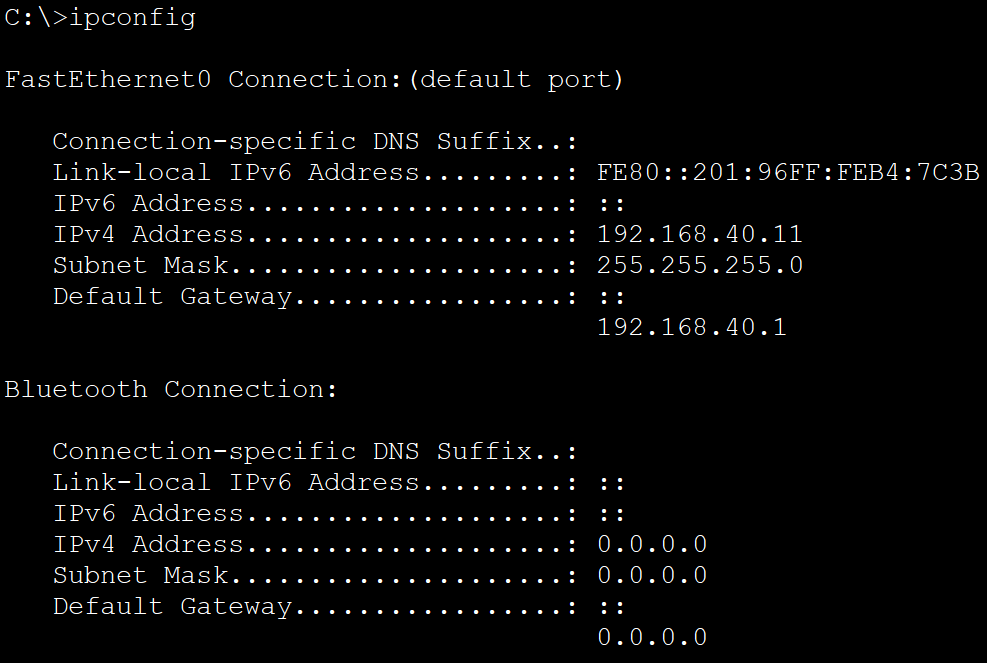 C:\>ipconfig
FastEthernet0 Connection:(default port)
Connection-specific DNS Suffix..:
Link-local IPv6 Address.........: FE80::201:96FF:FEB4:7C3B
IPv6 Address....................: ::
IPv4 Address....................: 192.168.40.11
Subnet Mask.....................: 255.255.255.0
Default Gateway.................: ::
192.168.40.1
Bluetooth Connection:
Connection-specific DNS Suffix..:
Link-local IPv6 Address.........: ::
IPv6 Address....................: ::
IPv4 Address....................: 0.0.0.0
Subnet Mask.....................: 0.0.0.0
Default Gateway.................: ::
0.0.0.0